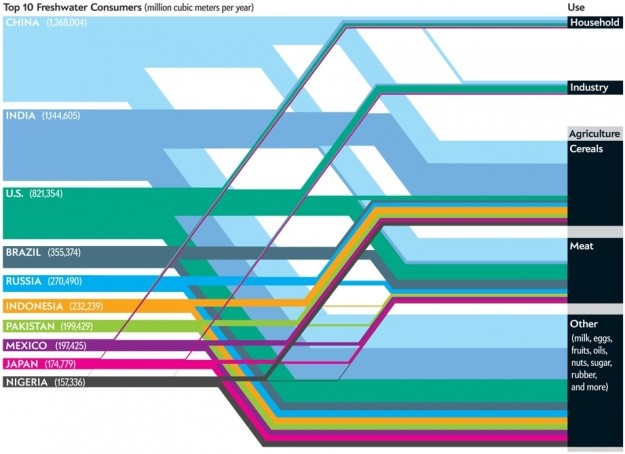 Top 10 Freshwater Consumers (million cubic meters per year)
Use
CHINA (1,368,004)
Household
Industry
INDIA (1,144,605)
Agriculture
Cereals
U.S. (821,354)
Meat
BRAZIL (355,374)
RUSSIA (270,490)
INDONESIA (232,239)
PAKISTAN (199,429)
MEXICO (197,425)
JAPAN (174,779)
NIGERIA (157,336)
Other
(milk, eggs,
fruits, oils,
nuts, sugar,
rubber,
and more)